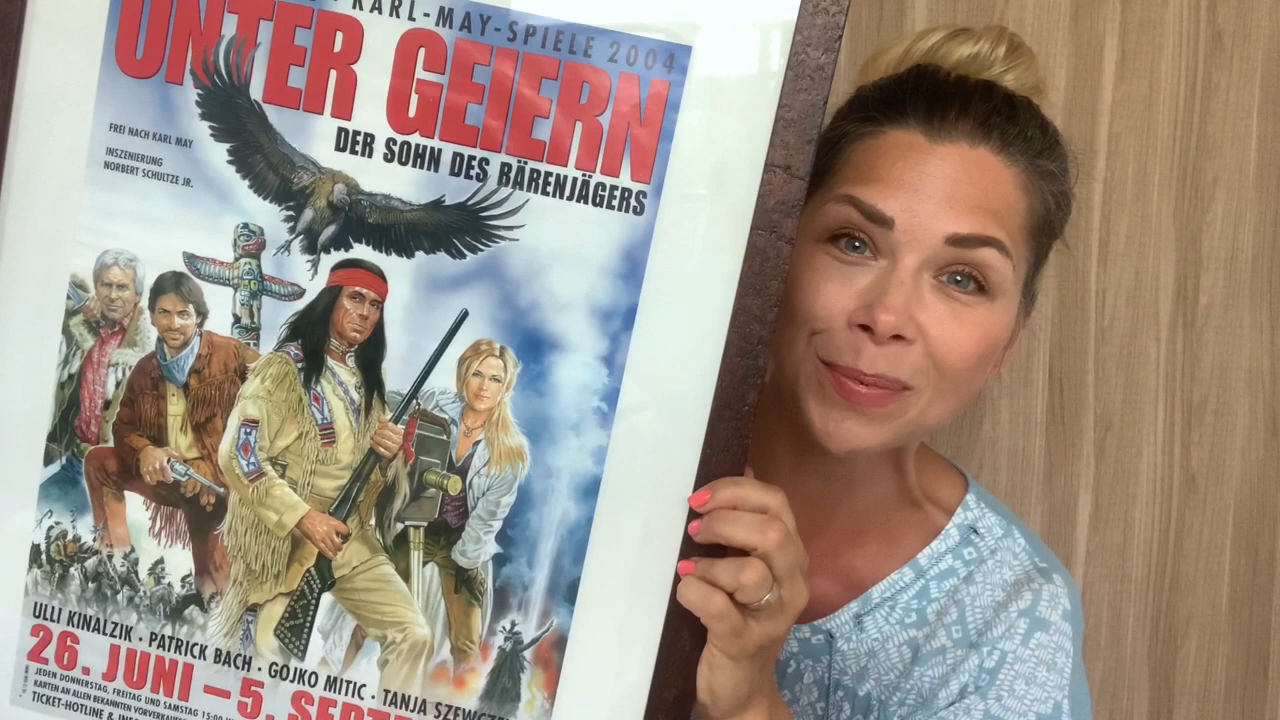 KARL-MAY-SPIELE 2004
UNTER GEIERN
DER SOHN DES BÄRENJÄGERS
FREI NACH KARL MAY
INSZENIERUNG
NORBERT SCHULTZE JR.
ULLI KINALZIK · PATRICK BACH · GOJKO MITIC · TANJA
26. JUNI – 5.
JEDEN DONNERSTAG, FREITAG UND SAMSTAG 15:00
KARTEN AN ALLEN BEKANNTEN
TICKET-HOTLINE &